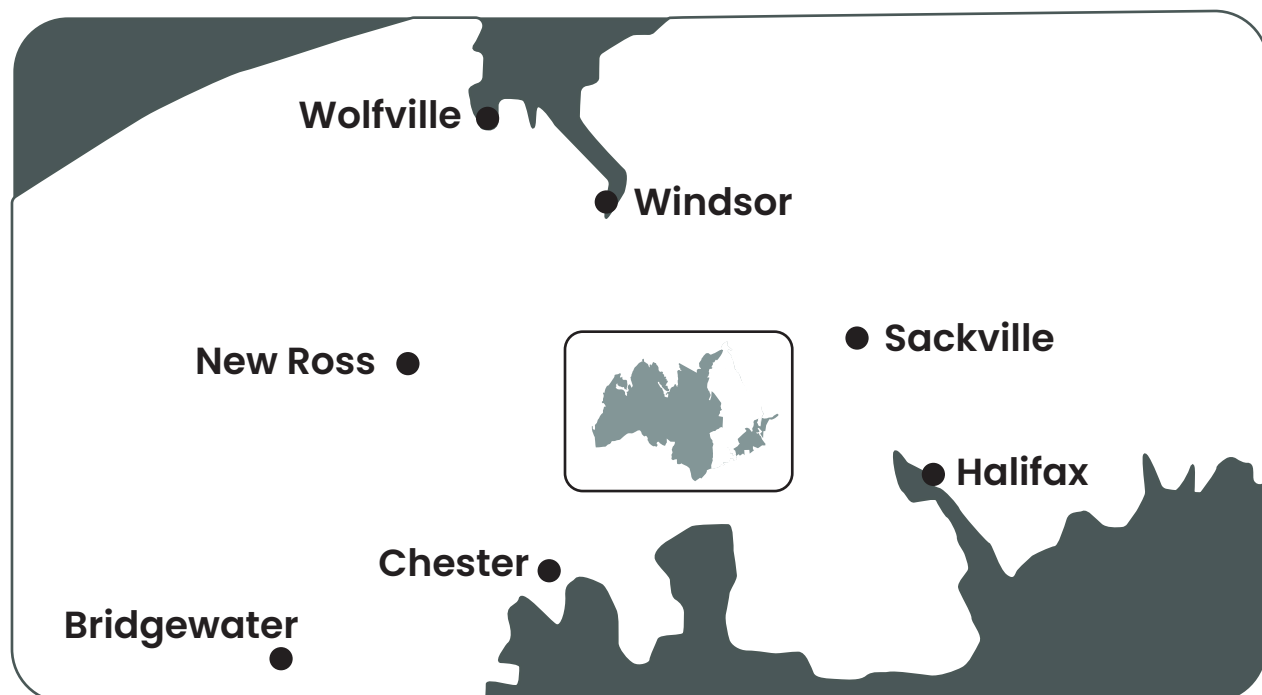 Wolfville
Windsor
Sackville
New Ross
Halifax
Chester
Bridgewater